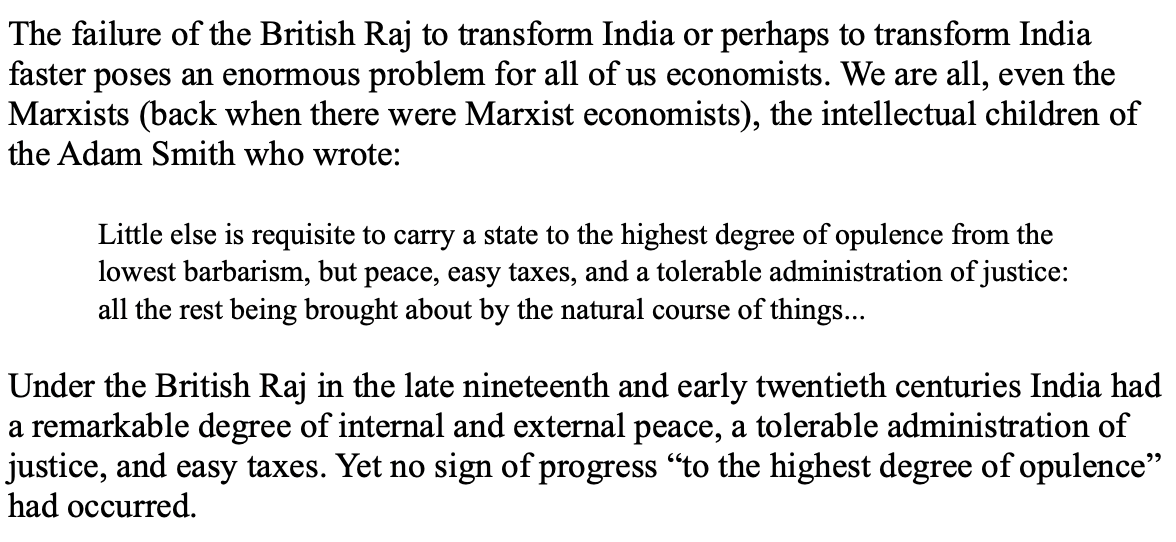 The failure of the British Raj to transform India or perhaps to transform India
faster poses an enormous problem for all of us economists. We are all, even the
Marxists (back when there were Marxist economists), the intellectual children of
the Adam Smith who wrote:
Little else is requisite to carry a state to the highest degree of opulence from the
lowest barbarism, but peace, easy taxes, and a tolerable administration of justice:
all the rest being brought about by the natural course of things...
Under the British Raj in the late nineteenth and early twentieth centuries India had
a remarkable degree of internal and external peace, a tolerable administration of
justice, and easy taxes. Yet no sign of progress “to the highest degree of opulence”
had occurred.